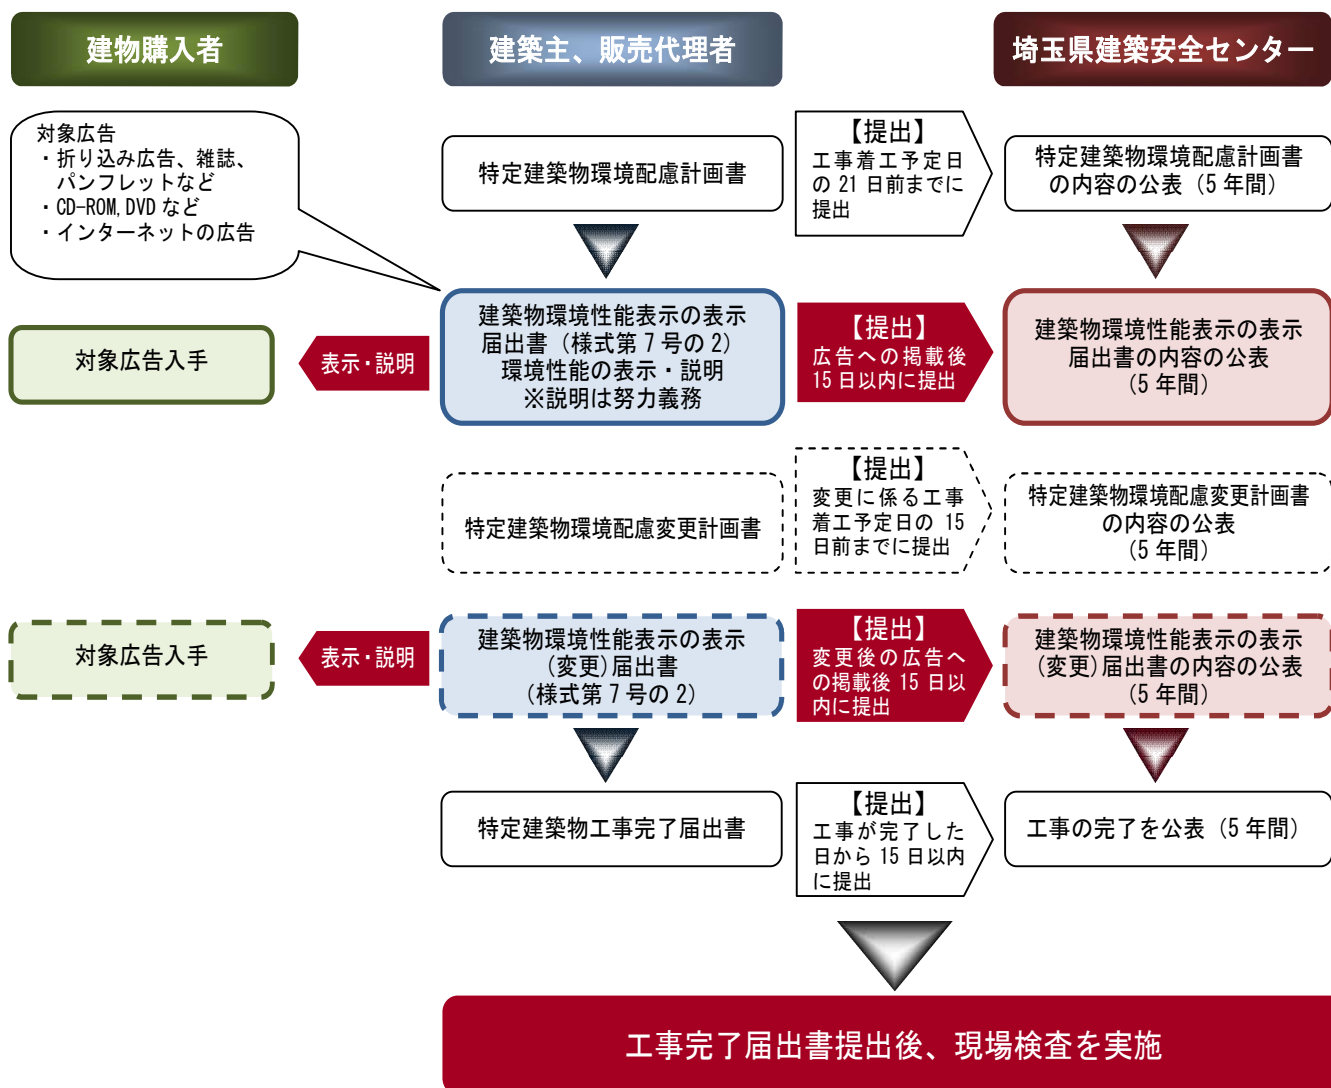 建物購入者
建築主、販売代理者
埼玉県建築安全センター
対象広告
・折り込み広告、雑誌、
パンフレットなど
・CD-ROM,DVDなど
・インターネットの広告
特定建築物環境配慮計画書
【提出】
工事着工予定日
の21日前までに
提出
特定建築物環境配慮計画書
の内容の公表（5年間）
対象広告入手
表示・説明
建築物環境性能表示の表示
届出書（様式第7号の2）
環境性能の表示・説明
※説明は努力義務
【提出】
広告への掲載後
15日以内に提出
建築物環境性能表示の表示
届出書の内容の公表
（5年間）
特定建築物環境配慮変更計画書
【提出】
変更に係る工事
着工予定日の 15
日前までに提出
特定建築物環境配慮変更計画書
の内容の公表
（5年間）
対象広告入手
表示・説明
建築物環境性能表示の表示
(変更)届出書
（様式第7号の2）
【提出】
変更後の広告へ
の掲載後15日以
内に提出
建築物環境性能表示の表示
(変更)届出書の内容の公表
（5年間）
特定建築物工事完了届出書
【提出】
工事が完了した
日から15日以内
に提出
工事の完了を公表（5年間）
工事完了届出書提出後、現場検査を実施